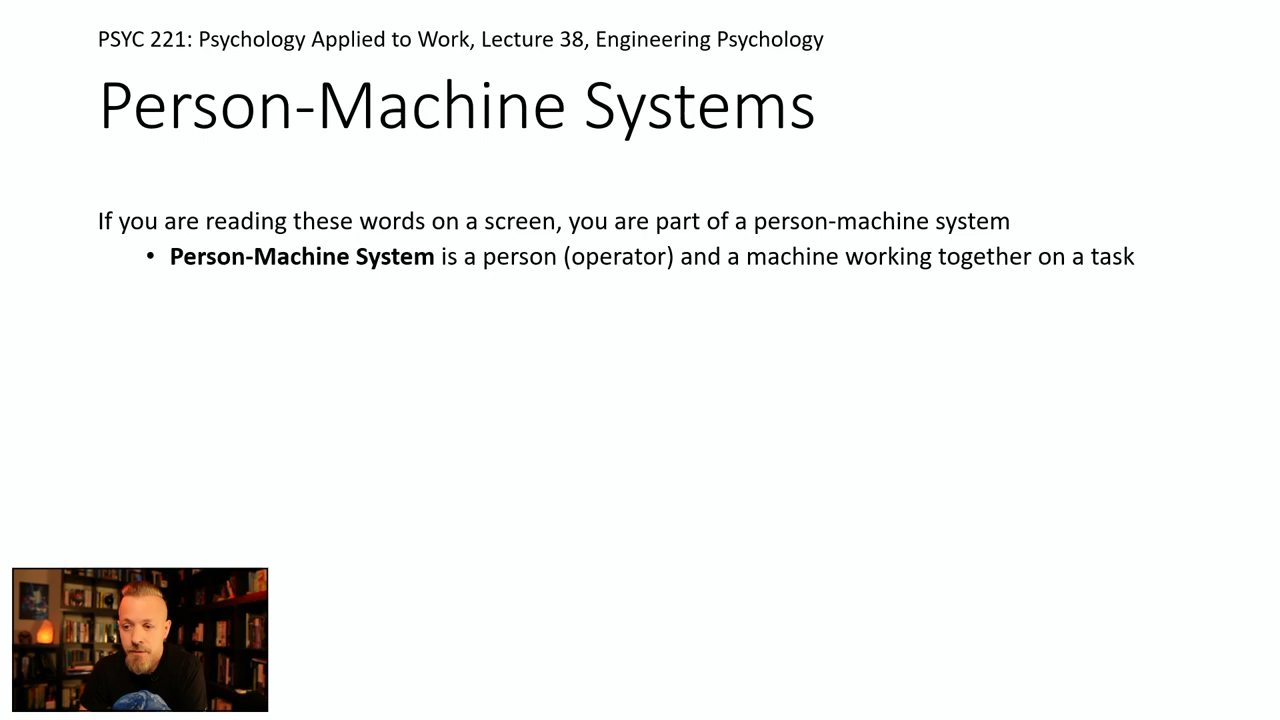 PSYC 221: Psychology Applied to Work, Lecture 38, Engineering Psychology
Person-Machine Systems
If you are reading these words on a screen, you are part of a person-machine system
• Person-Machine System is a person (operator) and a machine working together on a task